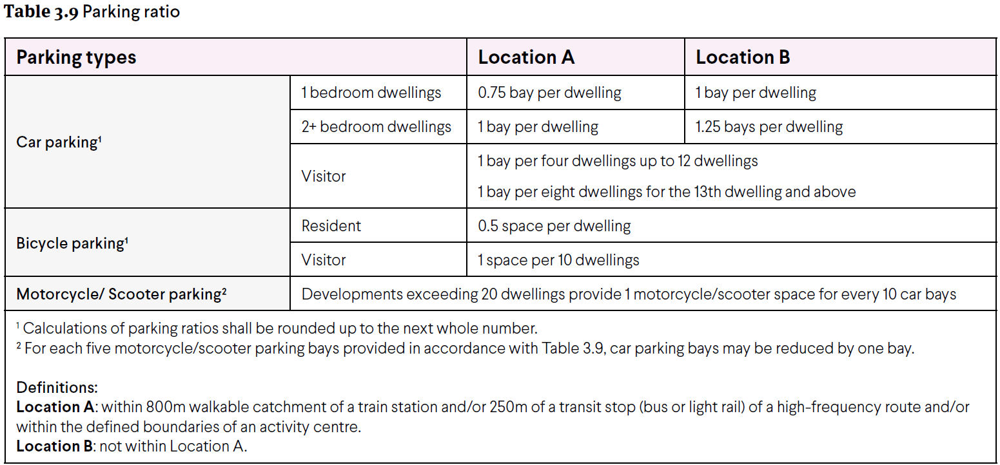 Table 3.9 Parking ratio
Parking types
Location A
Location B
Car parking¹
1 bedroom dwellings
0.75 bay per dwelling
1 bay per dwelling
2+ bedroom dwellings
1 bay per dwelling
1.25 bays per dwelling
Visitor
1 bay per four dwellings up to 12 dwellings
1 bay per eight dwellings for the 13th dwelling and above
Bicycle parking¹
Resident
0.5 space per dwelling
Visitor
1 space per 10 dwellings
Motorcycle/ Scooter parking²
Developments exceeding 20 dwellings provide 1 motorcycle/scooter space for every 10 car bays
¹ Calculations of parking ratios shall be rounded up to the next whole number.
² For each five motorcycle/scooter parking bays provided in accordance with Table 3.9, car parking bays may be reduced by one bay.
Definitions:
Location A: within 800m walkable catchment of a train station and/or 250m of a transit stop (bus or light rail) of a high-frequency route and/or
within the defined boundaries of an activity centre.
Location B: not within Location A.